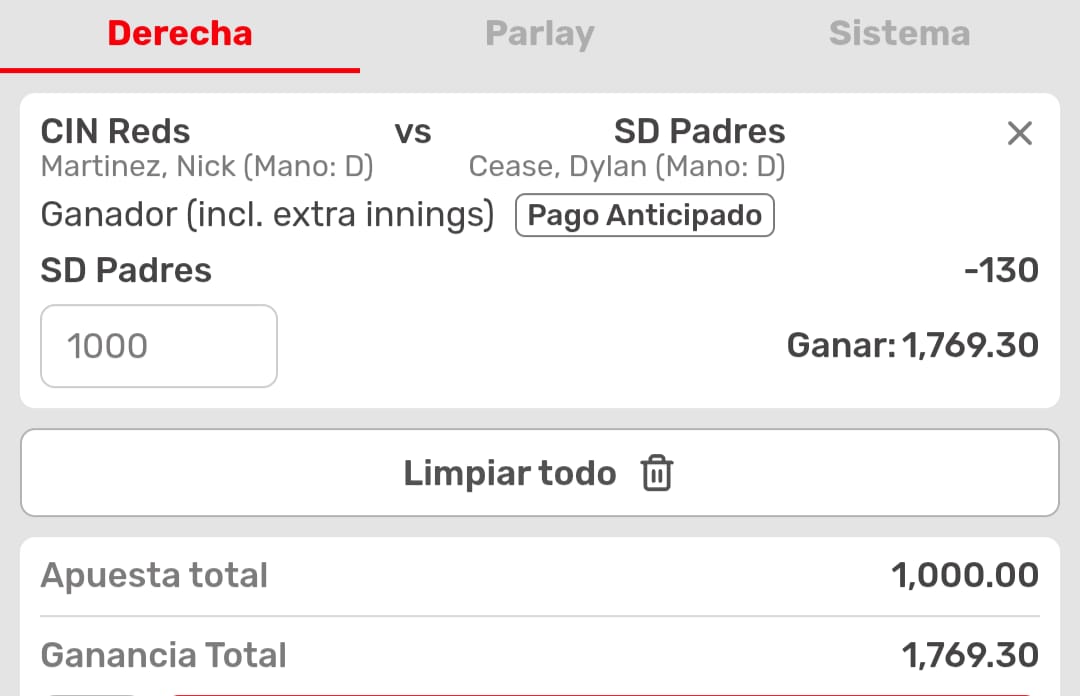 Derecha Parlay Sistema
CIN Reds vs SD Padres
Martinez, Nick (Mano: D) Cease, Dylan (Mano: D)
Ganador (incl. extra innings) Pago Anticipado
SD Padres -130
1000 Ganar: 1,769.30
Limpiar todo
Apuesta total 1,000.00
Ganancia Total 1,769.30